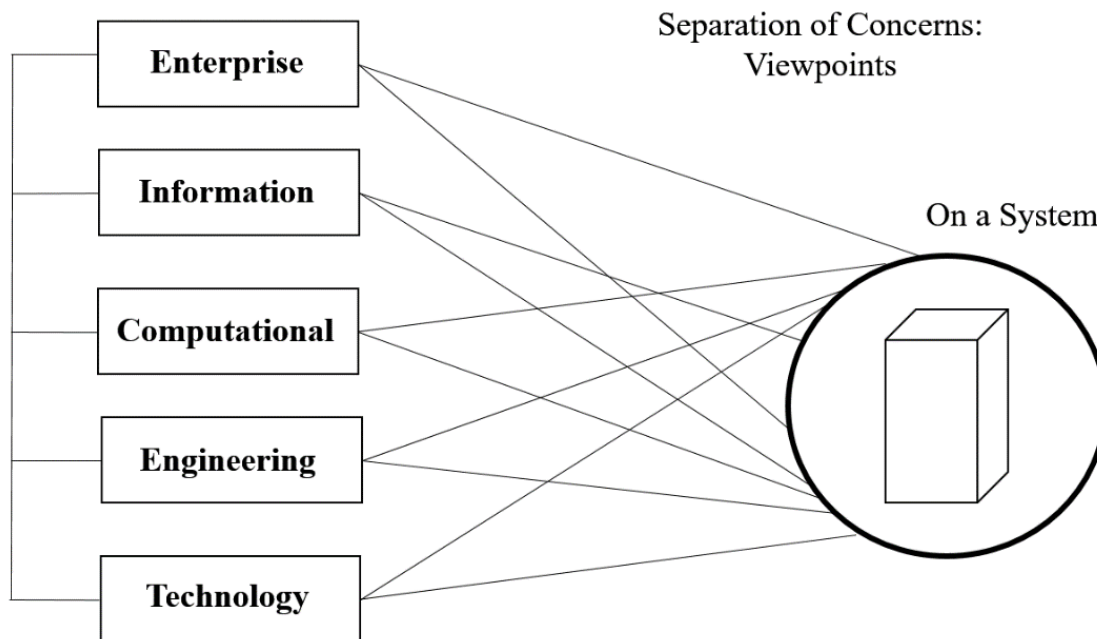 Separation of Concerns:
Viewpoints
Enterprise
Information
On a System
Computational
Engineering
Technology